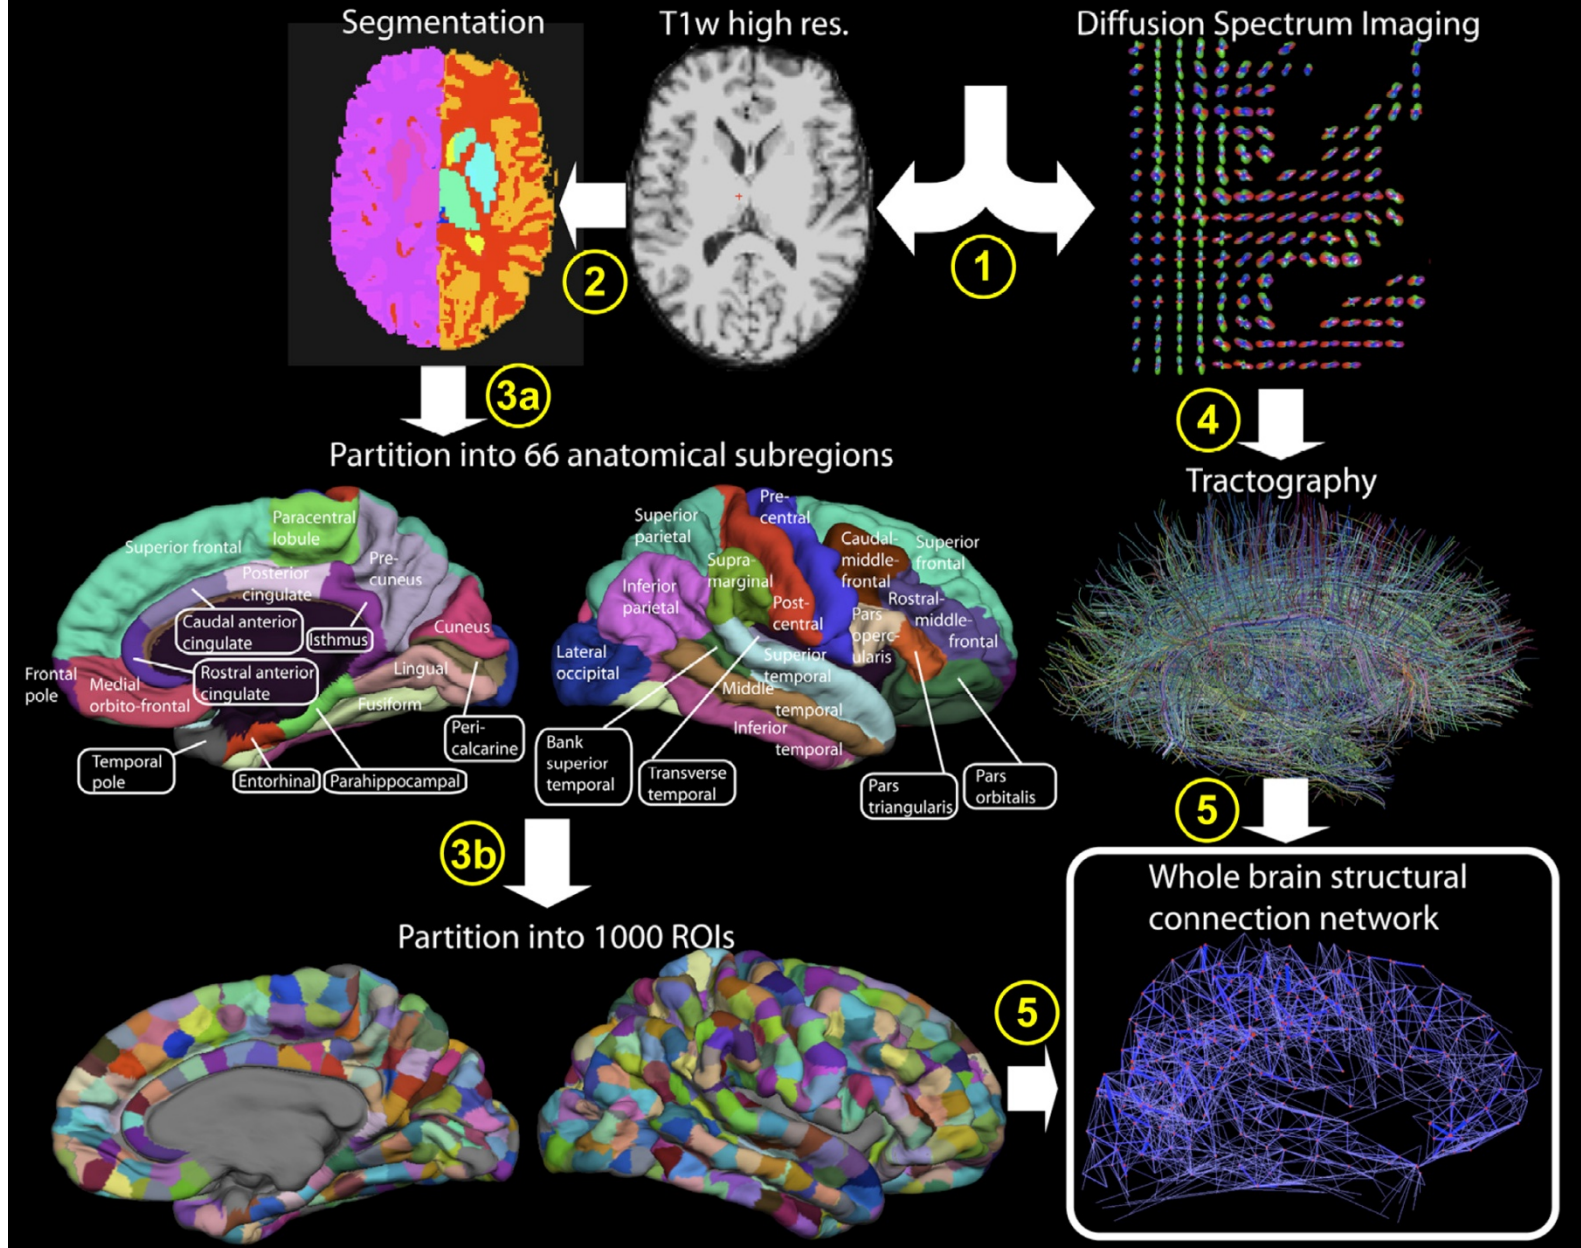 Segmentation
T1w high res.
Diffusion Spectrum Imaging
1
2
3a
4
Partition into 66 anatomical subregions
Tractography
Superior frontal
Paracentral
lobule
Posterior
cingulate
Pre-
cuneus
Caudal anterior
cingulate
Isthmus
Cuneus
Rostral anterior
cingulate
Frontal
pole
Medial
orbito-frontal
Lingual
Fusiform
Peri-
calcarine
Temporal
pole
Entorhinal
Parahippocampal
Superior
parietal
Pre-
central
Supra-
marginal
Caudal-
middle-
frontal
Superior
frontal
Inferior
parietal
Post-
central
Pars
operc-
ularis
Rostral-
middle-
frontal
Lateral
occipital
Superior
temporal
Middle
temporal
Inferior
temporal
Bank
superior
temporal
Transverse
temporal
Pars
triangularis
Pars
orbitalis
3b
5
Partition into 1000 ROIs
5
Whole brain structural
connection network